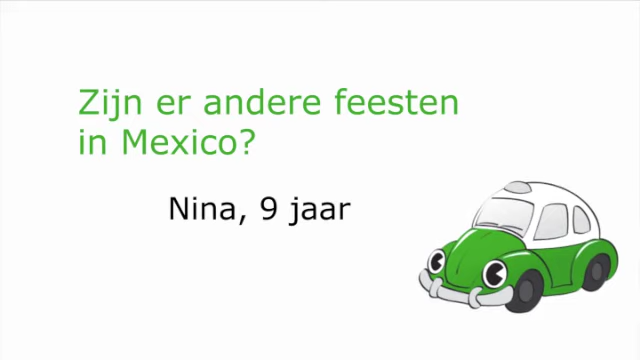 Zijn er andere feesten
in Mexico?
Nina, 9 jaar